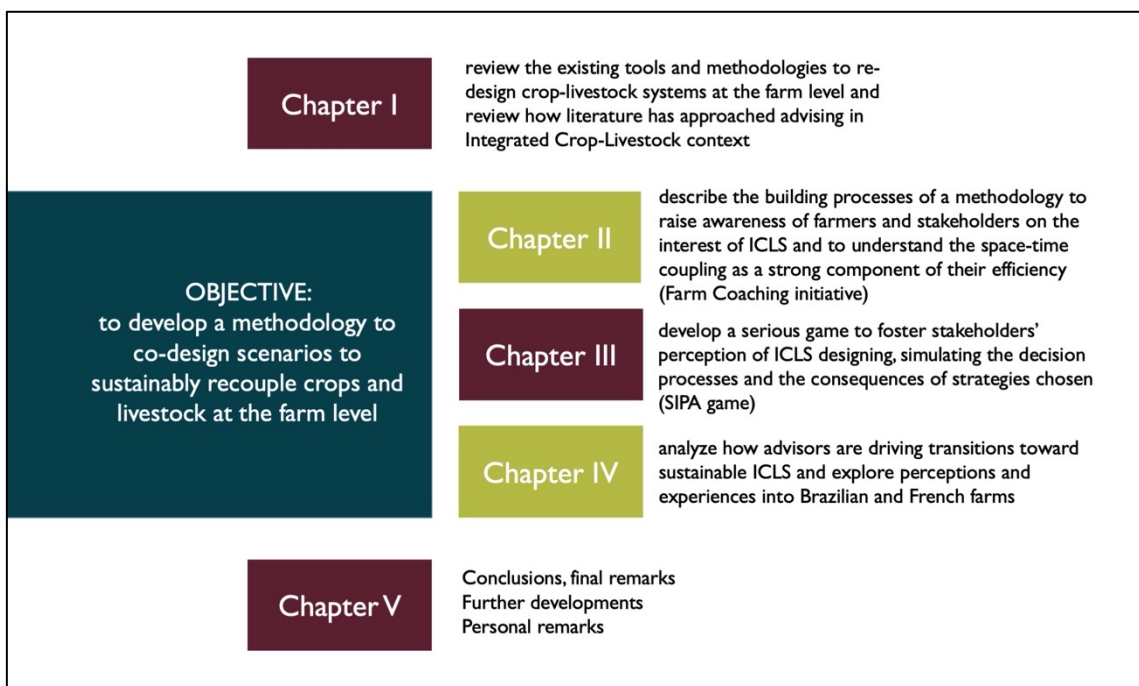 Chapter I
review the existing tools and methodologies to re-
design crop-livestock systems at the farm level and
review how literature has approached advising in
Integrated Crop-Livestock context
OBJECTIVE:
to develop a methodology to
co-design scenarios to
sustainably recouple crops and
livestock at the farm level
Chapter II
describe the building processes of a methodology to
raise awareness of farmers and stakeholders on the
interest of ICLS and to understand the space-time
coupling as a strong component of their efficiency
(Farm Coaching initiative)
Chapter III
develop a serious game to foster stakeholders'
perception of ICLS designing, simulating the decision
processes and the consequences of strategies chosen
(SIPA game)
Chapter IV
analyze how advisors are driving transitions toward
sustainable ICLS and explore perceptions and
experiences into Brazilian and French farms
Chapter V
Conclusions, final remarks
Further developments
Personal remarks